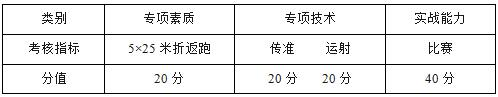 类别 专项素质 专项技术 实战能力
考核指标 5×25 米折返跑 传准 运射 比赛
分值 20 分 20 分 20 分 40 分